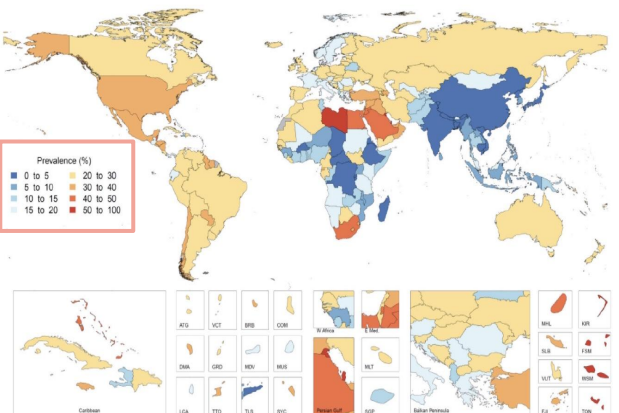 Prevalence (%)
0 to 5
5 to 10
10 to 15
15 to 20
20 to 30
30 to 40
40 to 50
50 to 100
ATG
VCT
BRB
COM
W Africa
E Med.
MHL
KIR
DMA
GRD
MDV
MUS
MLT
SLB
FSM
VUT
WSM
LCA
TTO
TLS
SYC
Caribbean
Persian Gulf
SGP
Balkan Peninsula
FJI
TON